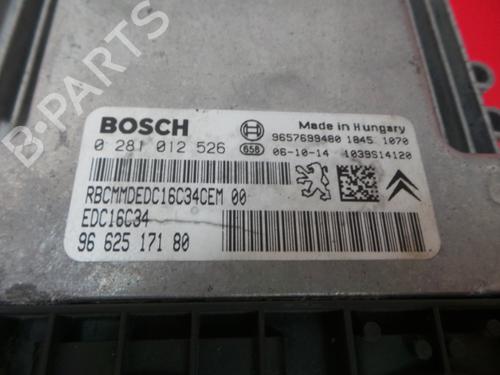 BOSCH
Made in Hungary
9657699480 1845 1070
0 281 012 526
658
06-10-14 1039S14120
RBCMMDEDC16C34CEM 00
EDC16C34
96 625 171 80
B-PARTS